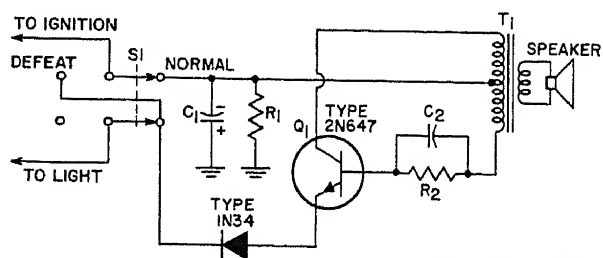 TO IGNITION
DEFEAT
S1
NORMAL
C1
-
+
R1
T1
SPEAKER
Q1
TYPE
2N647
C2
R2
TO LIGHT
TYPE
1N34